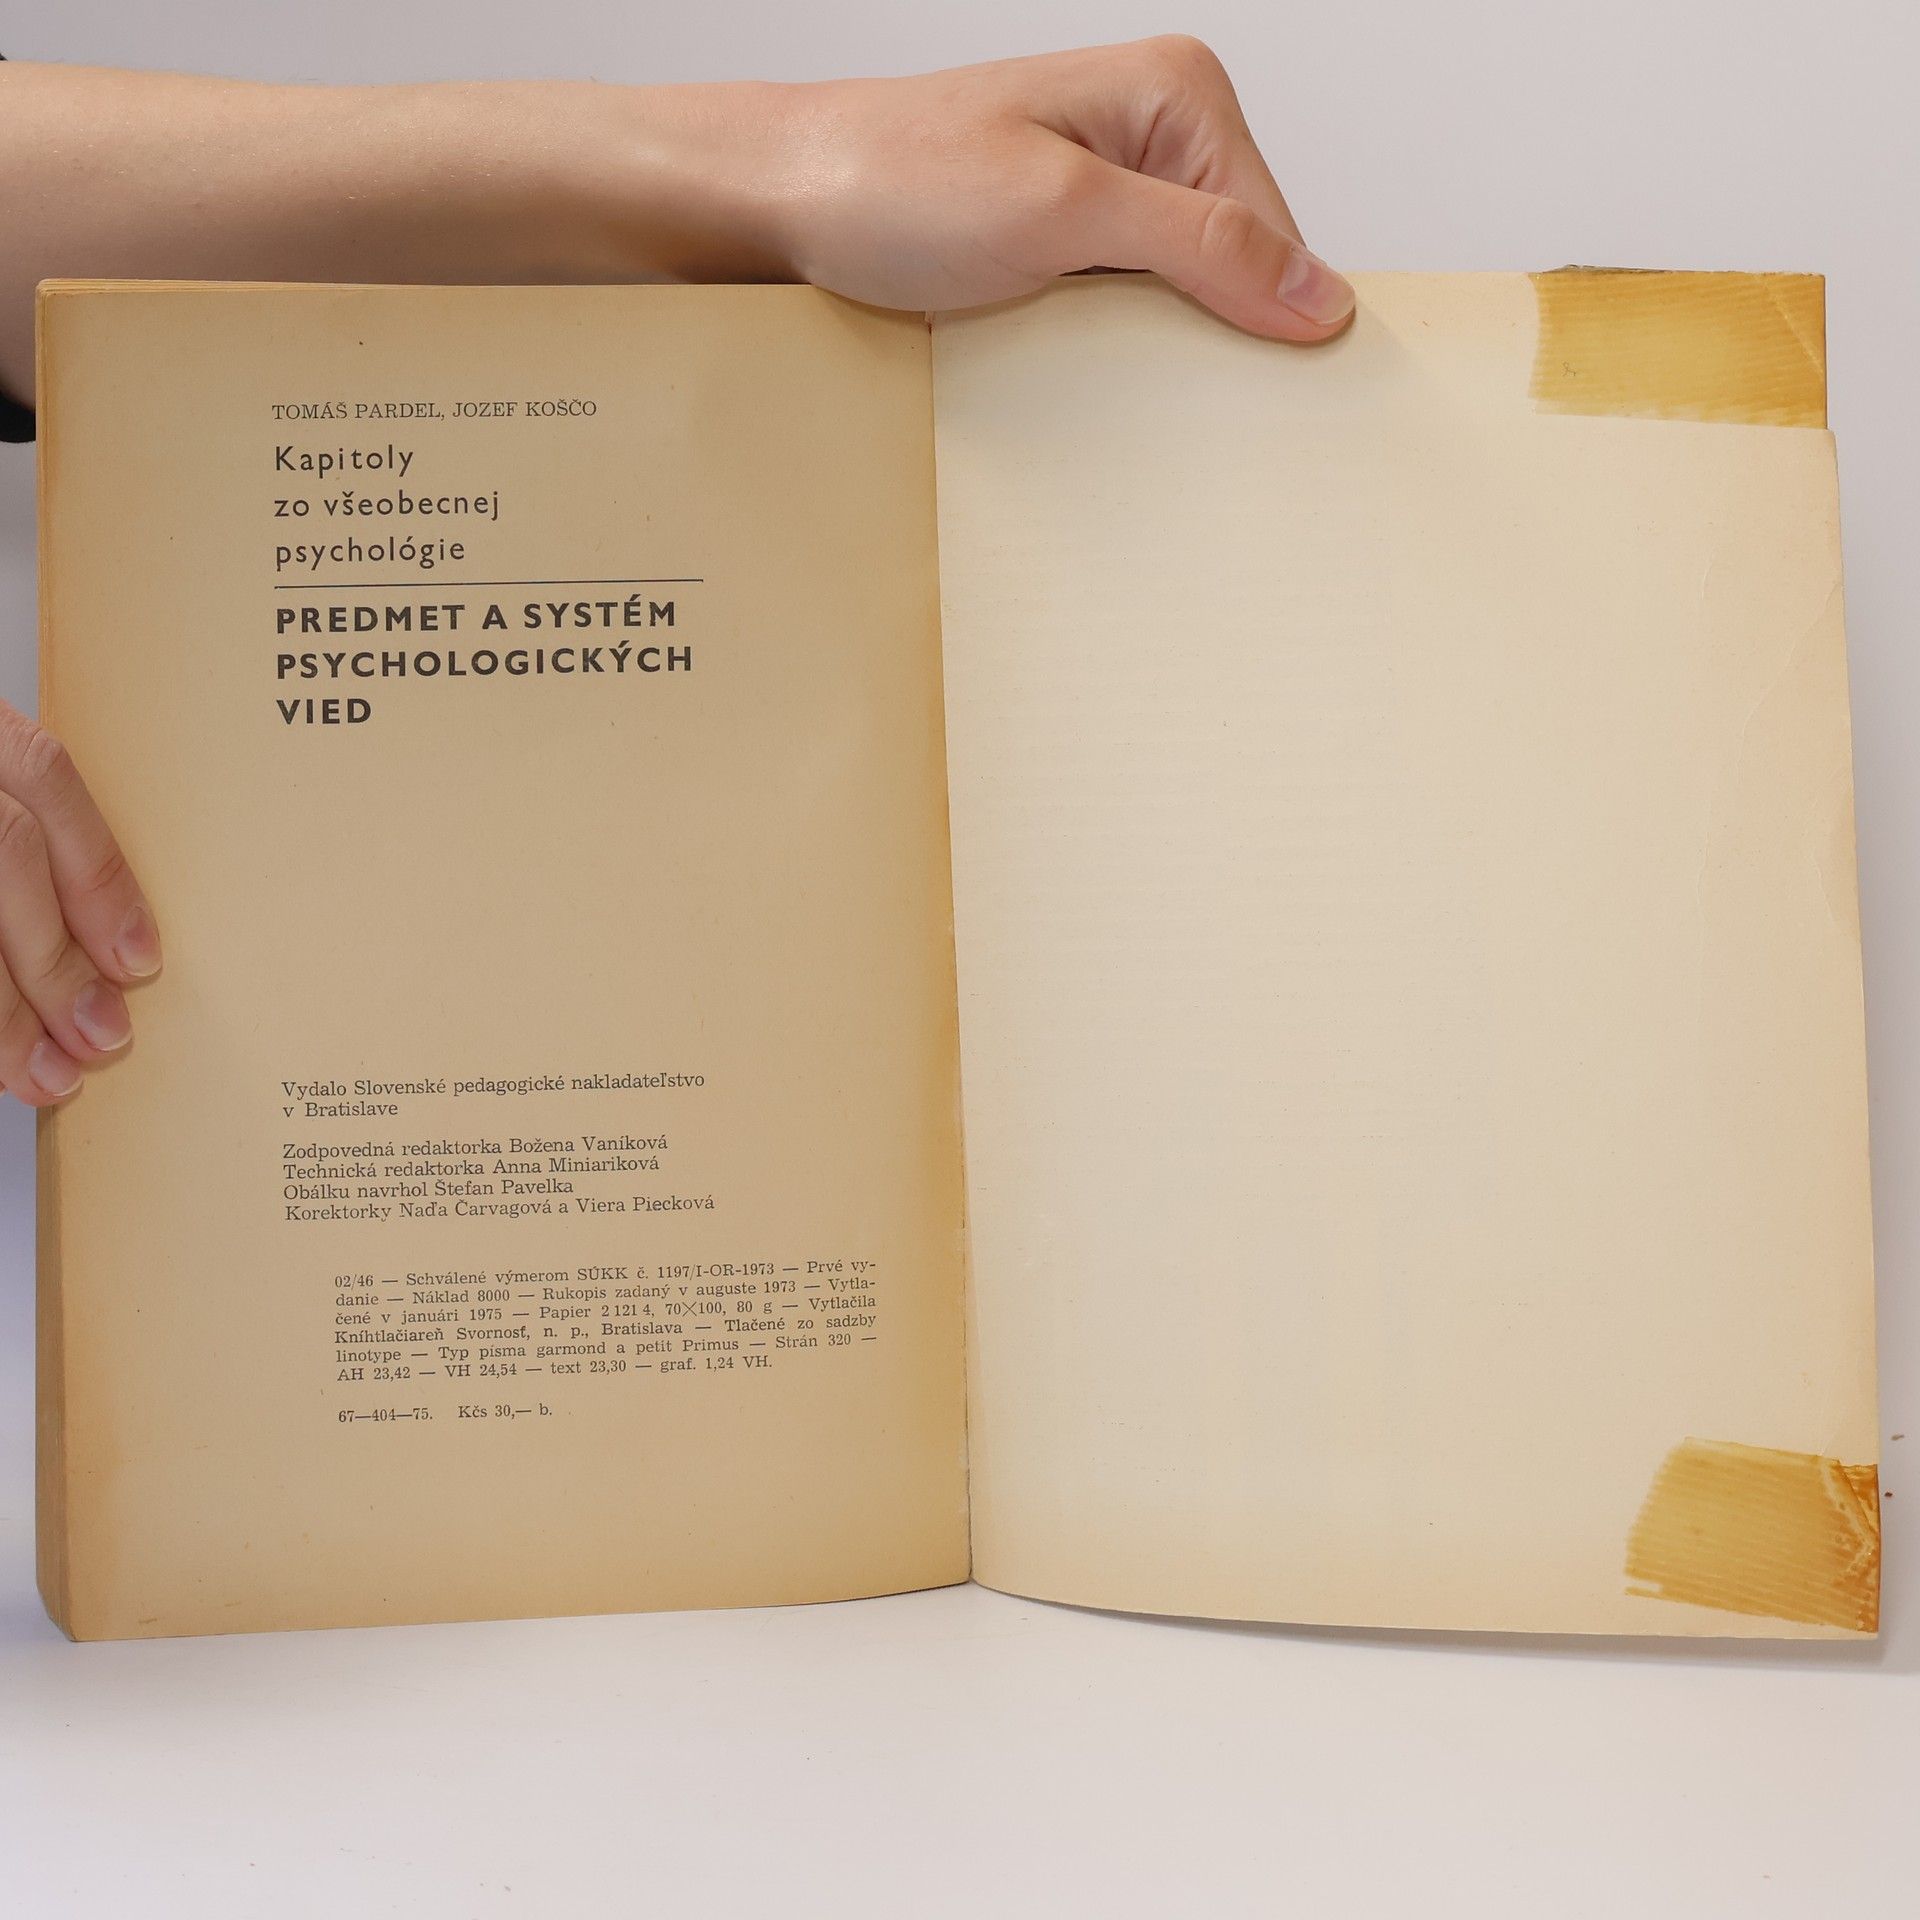 TOMÁŠ PARDEL, JOZEF KOŠČO
Kapitoly
zo všeobecnej
psychológie
PREDMET A SYSTÉM
PSYCHOLOGICKÝCH
VIED
Vydalo Slovenské pedagogické nakladateľstvo
v Bratislave
Zodpovedná redaktorka Božena Vaníková
Technická redaktorka Anna Miniariková
Obálku navrhol Štefan Pavelka
Korektorky Naďa Čarvagová a Viera Piecková
02/46 — Schválené výmerom SÚKK č. 1197/I-OR-1973 — Prvé vy-
danie — Náklad 8000 — Rukopis zadaný v auguste 1973 — Vytla-
čené v januári 1975 — Papier 2 121 4, 70×100, 80 g — Vytlačila
Kníhtlačiareň Svornosť, n. p., Bratislava — Tlačené zo sadzby
linotype — Typ písma garmond a petit Primus — Strán 320 —
AH 23,42 — VH 24,54 — text 23,30 — graf. 1,24 VH.
67—404—75. Kčs 30,— b.